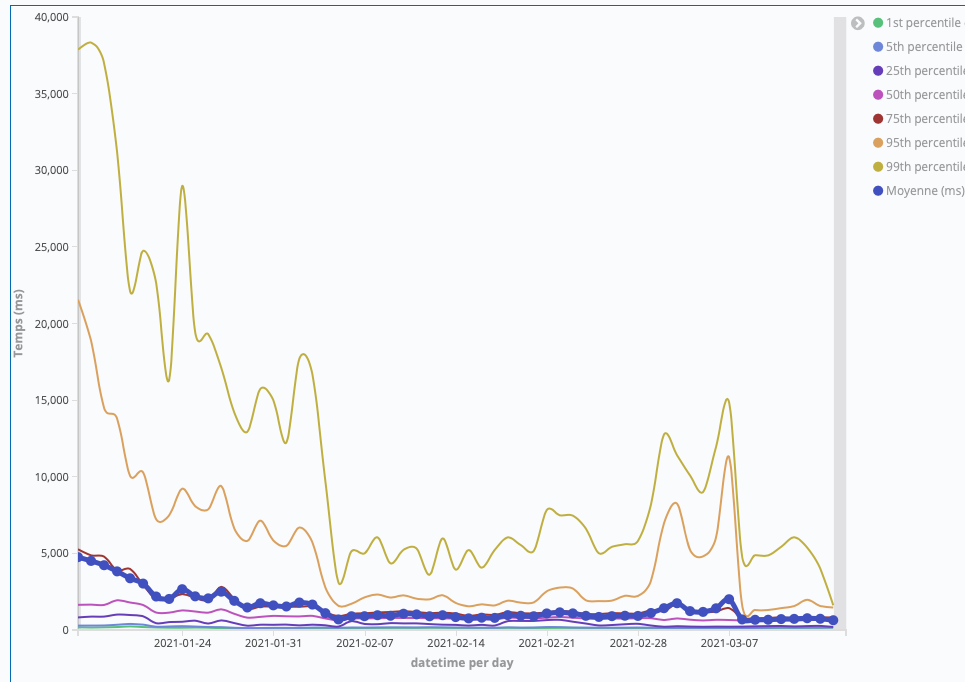 40,000
35,000
30,000
25,000
20,000
15,000
10,000
5,000
0
Temps (ms)
2021-01-24
2021-01-31
2021-02-07
2021-02-14
2021-02-21
2021-02-28
2021-03-07
datetime per day
1st percentile
5th percentile
25th percentile
50th percentile
75th percentile
95th percentile
99th percentile
Moyenne (ms)